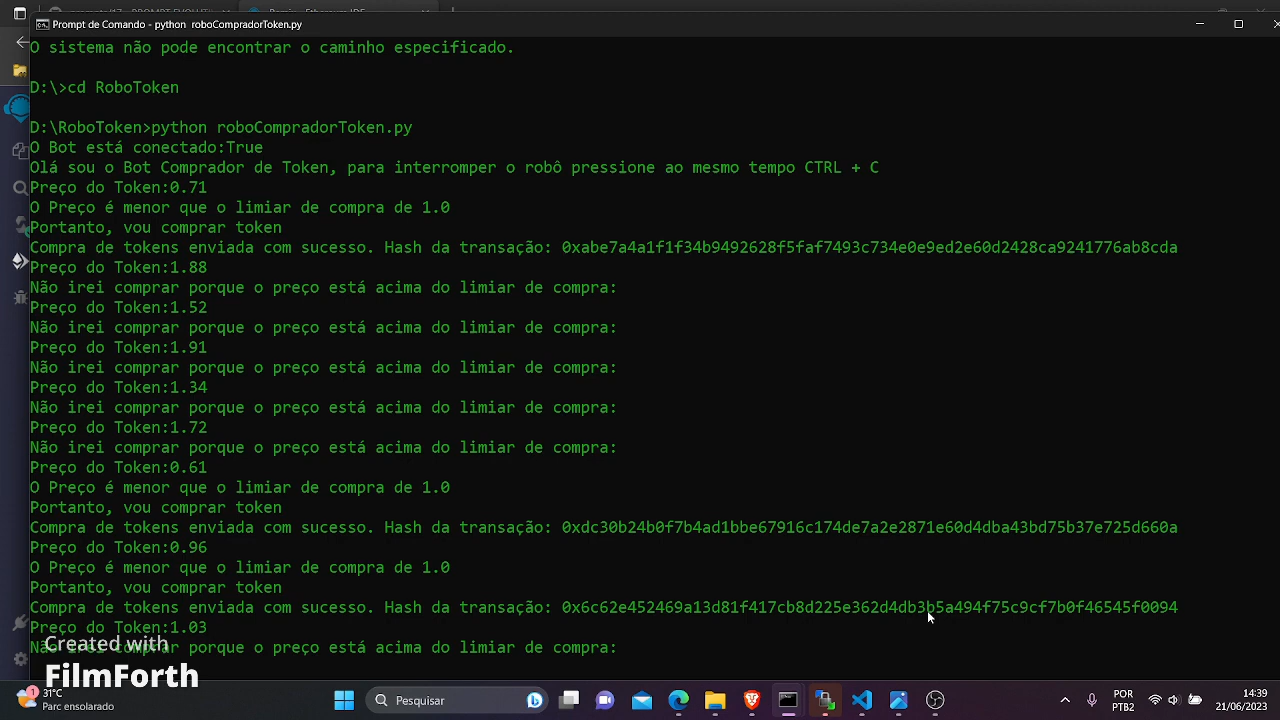 Prompt de Comando - python roboCompradorToken.py
O sistema não pode encontrar o caminho especificado.
D:\>cd RoboToken
D:\RoboToken>python roboCompradorToken.py
O Bot está conectado:True
Olá sou o Bot Comprador de Token, para interromper o robô pressione ao mesmo tempo CTRL + C
Preço do Token:0.71
O Preço é menor que o limiar de compra de 1.0
Portanto, vou comprar token
Compra de tokens enviada com sucesso. Hash da transação: 0xabe7a4a1f1f34b9492628f5faf7493c734e0e9ed2e60d2428ca9241776ab8cda
Preço do Token:1.88
Não irei comprar porque o preço está acima do limiar de compra:
Preço do Token:1.52
Não irei comprar porque o preço está acima do limiar de compra:
Preço do Token:1.91
Não irei comprar porque o preço está acima do limiar de compra:
Preço do Token:1.34
Não irei comprar porque o preço está acima do limiar de compra:
Preço do Token:1.72
Não irei comprar porque o preço está acima do limiar de compra:
Preço do Token:0.61
O Preço é menor que o limiar de compra de 1.0
Portanto, vou comprar token
Compra de tokens enviada com sucesso. Hash da transação: 0xdc30b24b0f7b4ad1bbe67916c174de7a2e2871e60d4dba43bd75b37e725d660a
Preço do Token:0.96
O Preço é menor que o limiar de compra de 1.0
Portanto, vou comprar token
Compra de tokens enviada com sucesso. Hash da transação: 0x6c62e452469a13d81f417cb8d225e362d4db3b5a494f75c9cf7b0f46545f0094
Preço do Token:1.03
Não irei comprar porque o preço está acima do limiar de compra:
Created with
FilmForth
1
31°C
Parc ensolarado
Pesquisar
POR
PTB2
14:39
21/06/2023